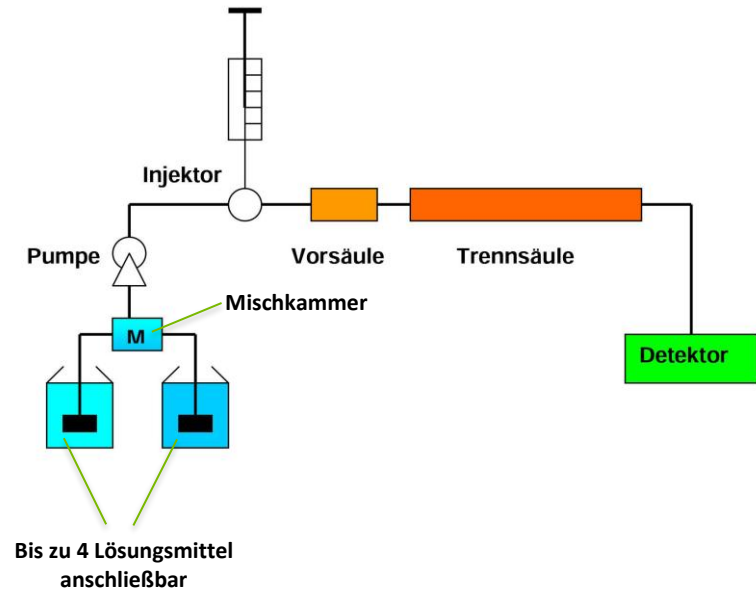 Injektor
Pumpe
Vorsäule
Trennsäule
Mischkammer
M
Detektor
Bis zu 4 Lösungsmittel
anschließbar